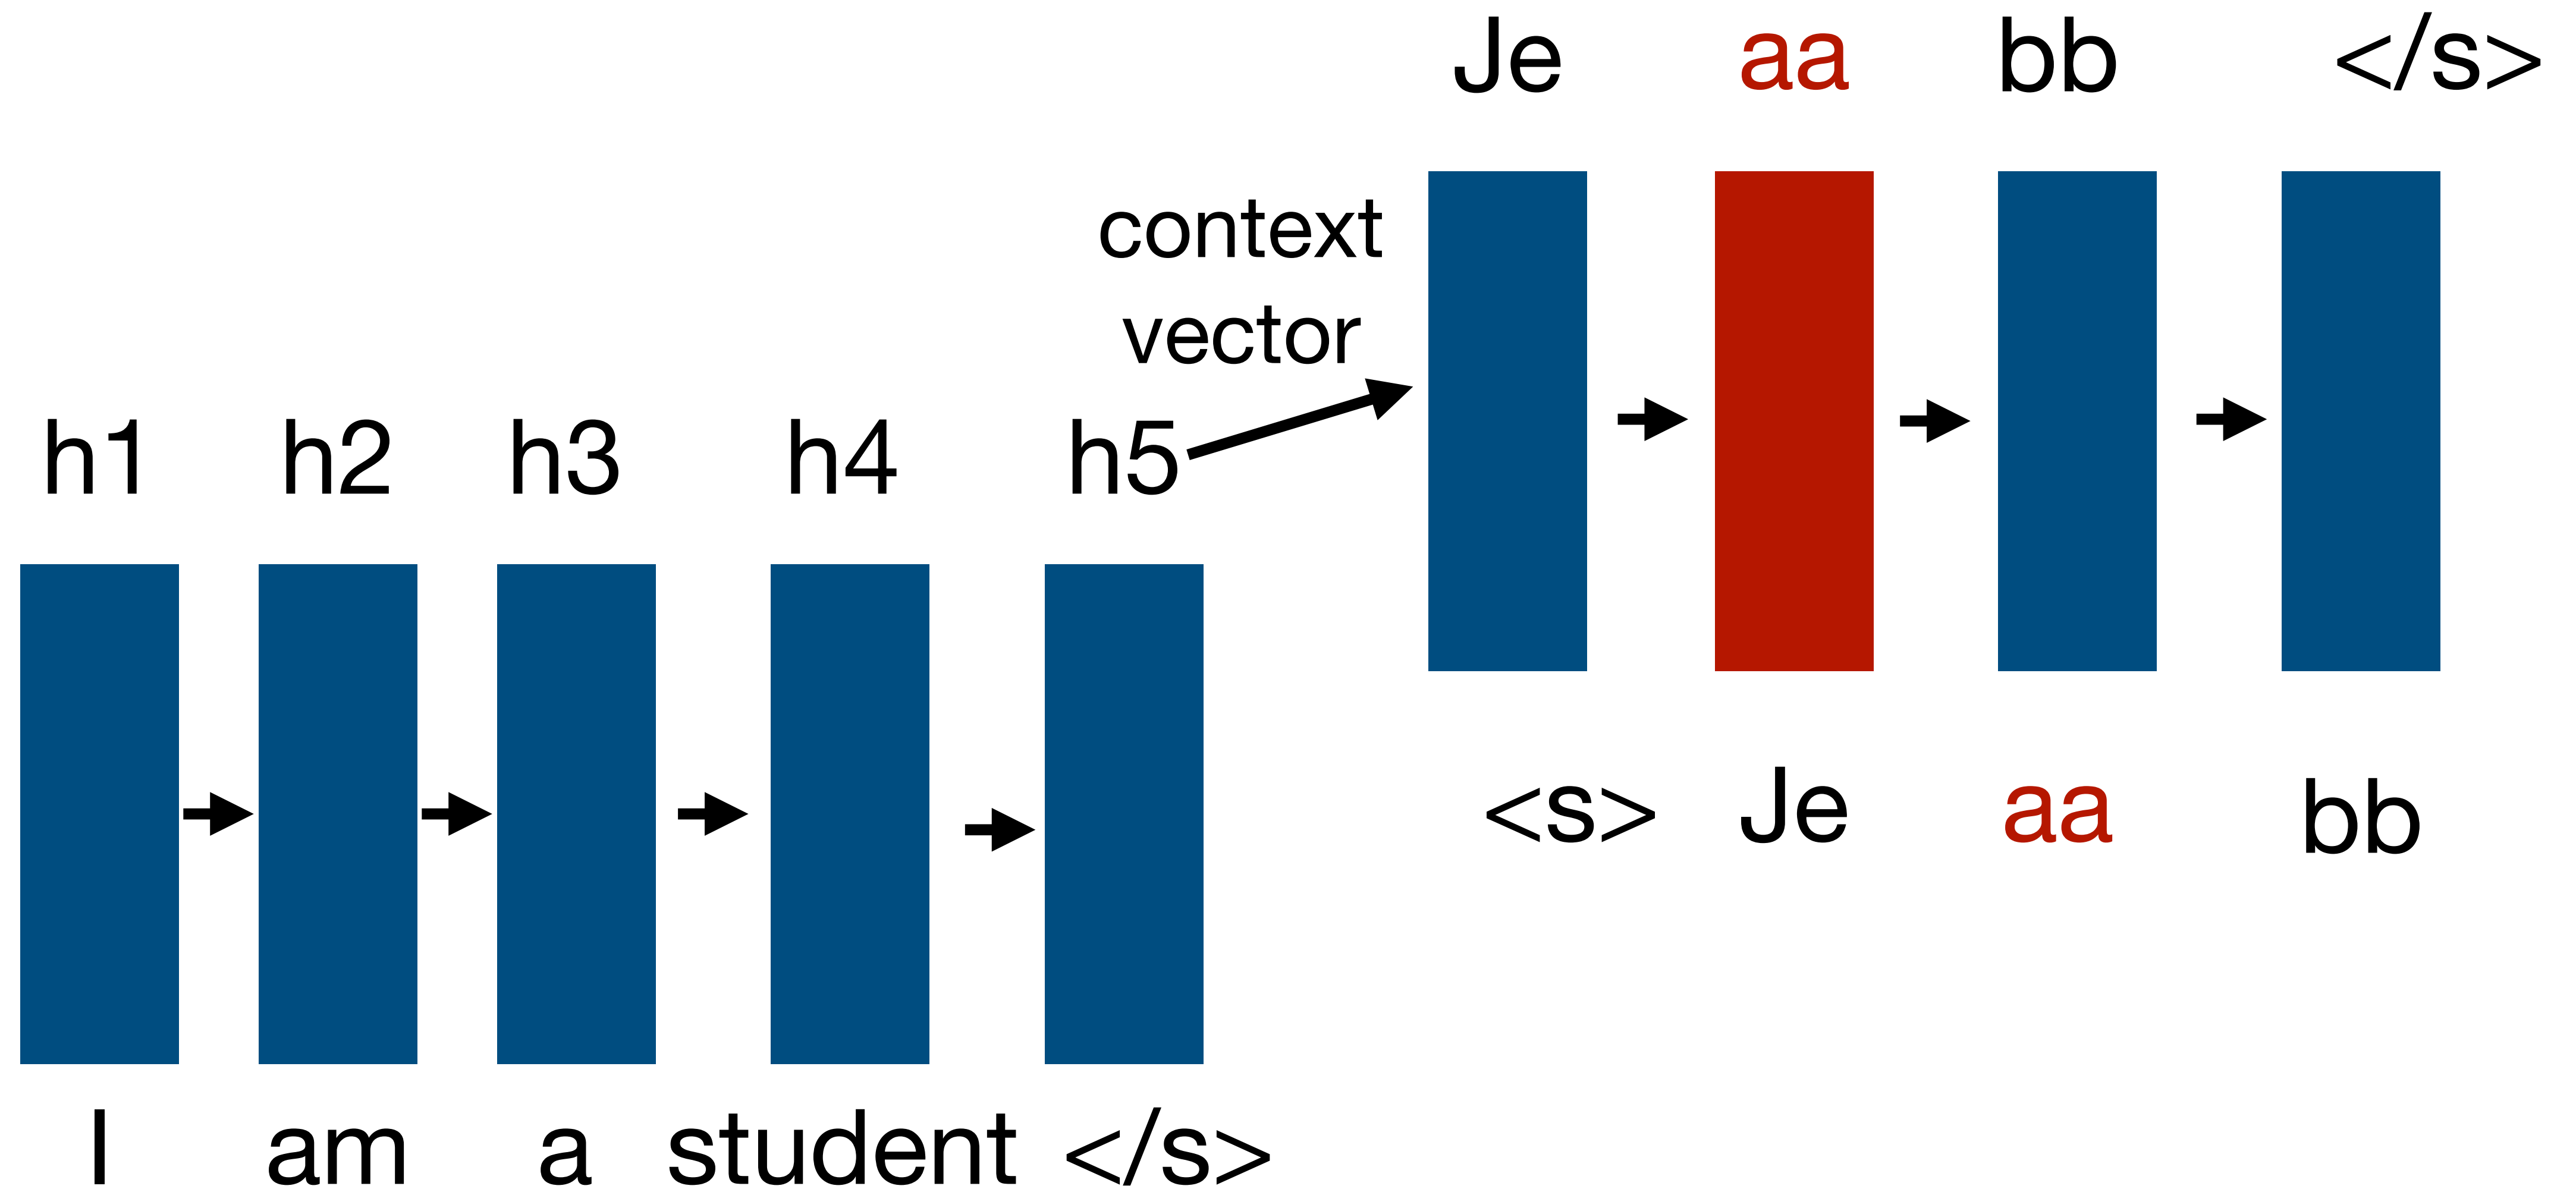 Je aa bb </s>
context
vector
h1 h2 h3 h4 h5
<s> Je aa bb
I am a student </s>